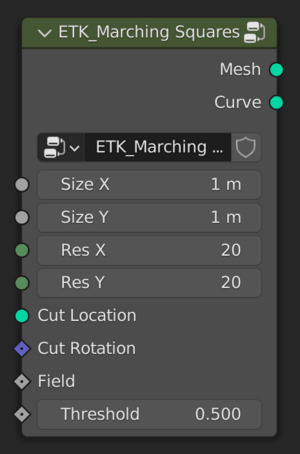 ETK_Marching Squares
Mesh
Curve
ETK_Marching ...
Size X 1 m
Size Y 1 m
Res X 20
Res Y 20
Cut Location
Cut Rotation
Field
Threshold 0.500